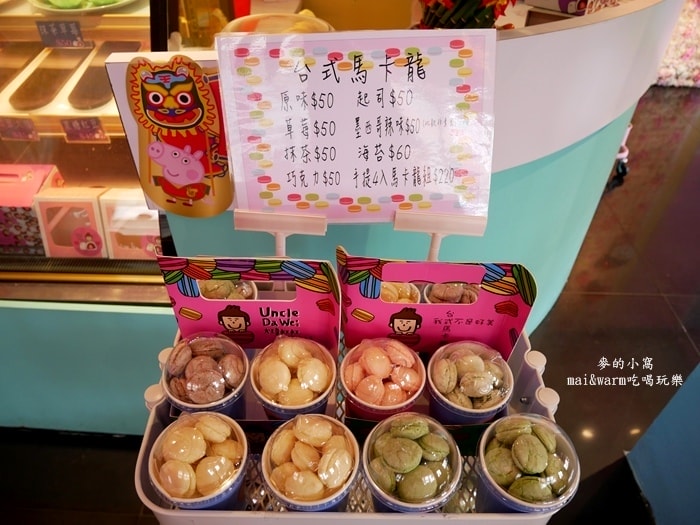 台式馬卡龍
原味$50 起司$50
草莓$50 墨西哥辣味$50
抹茶$50 海苔$60
巧克力$50 手提4入馬卡龍組$220
Uncle
DaWei
麥的小窩
mai&warm吃喝玩樂